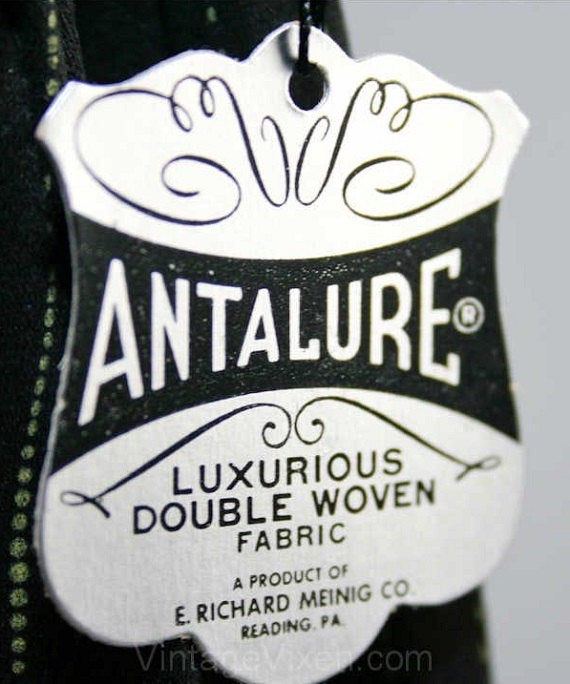 ANTALURE®
LUXURIOUS
DOUBLE WOVEN
FABRIC
A PRODUCT OF
E. RICHARD MEINIG CO.
READING, PA.
VintageVixen.com